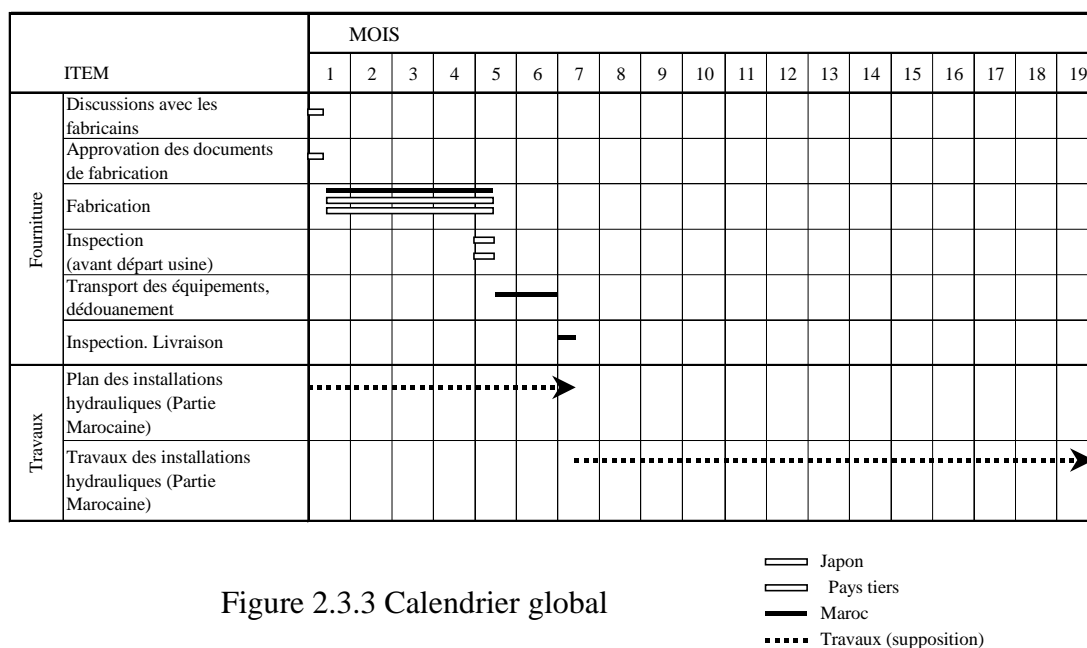 MOIS
ITEM
1 2 3 4 5 6 7 8 9 10 11 12 13 14 15 16 17 18 19
Fourniture
Discussions avec les
fabricains
Approvation des documents
de fabrication
Fabrication
Inspection
(avant départ usine)
Transport des équipements,
dédouanement
Inspection. Livraison
Travaux
Plan des installations
hydrauliques (Partie
Marocaine)
Travaux des installations
hydrauliques (Partie
Marocaine)
Japon
Pays tiers
Maroc
Travaux (supposition)
Figure 2.3.3 Calendrier global